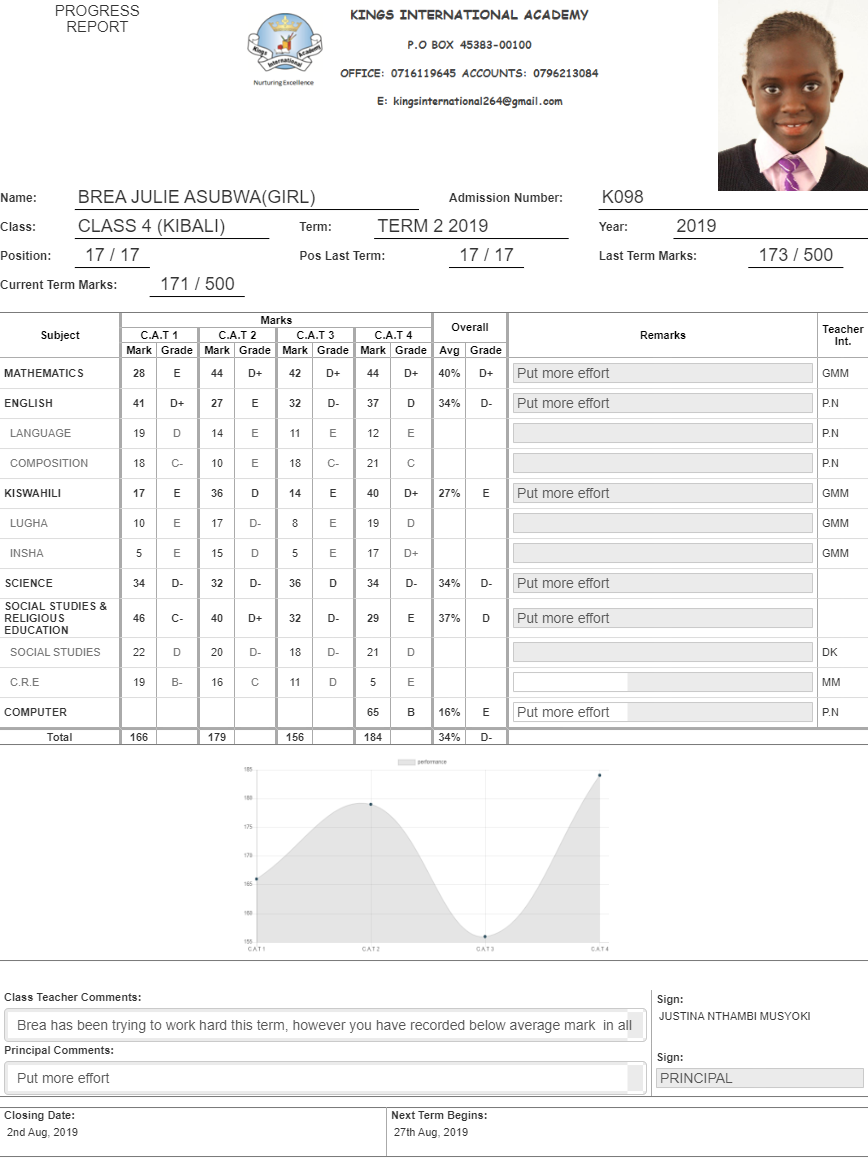 PROGRESS
REPORT
Kings International Academy
Nurturing Excellence
KINGS INTERNATIONAL ACADEMY
P.O BOX 45383-00100
OFFICE: 0716119645 ACCOUNTS: 0796213084
E: kingsinternational264@gmail.com
Name: BREA JULIE ASUBWA(GIRL) Admission Number: K098
Class: CLASS 4 (KIBALI) Term: TERM 2 2019 Year: 2019
Position: 17 / 17 Pos Last Term: 17 / 17 Last Term Marks: 173 / 500
Current Term Marks: 171 / 500
Subject Marks Overall Remarks Teacher Int.
C.A.T 1 C.A.T 2 C.A.T 3 C.A.T 4
Mark Grade Mark Grade Mark Grade Mark Grade Avg Grade
MATHEMATICS 28 E 44 D+ 42 D+ 44 D+ 40% D+ Put more effort GMM
ENGLISH 41 D+ 27 E 32 D- 37 D 34% D- Put more effort P.N
LANGUAGE 19 D 14 E 11 E 12 E P.N
COMPOSITION 18 C- 10 E 18 C- 21 C P.N
KISWAHILI 17 E 36 D 14 E 40 D+ 27% E Put more effort GMM
LUGHA 10 E 17 D- 8 E 19 D GMM
INSHA 5 E 15 D 5 E 17 D+ GMM
SCIENCE 34 D- 32 D- 36 D 34 D- 34% D- Put more effort
SOCIAL STUDIES &
RELIGIOUS
EDUCATION 46 C- 40 D+ 32 D- 29 E 37% D Put more effort
SOCIAL STUDIES 22 D 20 D- 18 D- 21 D DK
C.R.E 19 B- 16 C 11 D 5 E MM
COMPUTER 65 B 16% E Put more effort P.N
Total 166 179 156 184 34% D-
performance
185
180
175
170
165
160
155
CAT1 CAT2 CAT3 CAT4
Class Teacher Comments: Sign:
Brea has been trying to work hard this term, however you have recorded below average mark in all JUSTINA NTHAMBI MUSYOKI
Principal Comments: Sign:
Put more effort PRINCIPAL
Closing Date: Next Term Begins:
2nd Aug, 2019 27th Aug, 2019